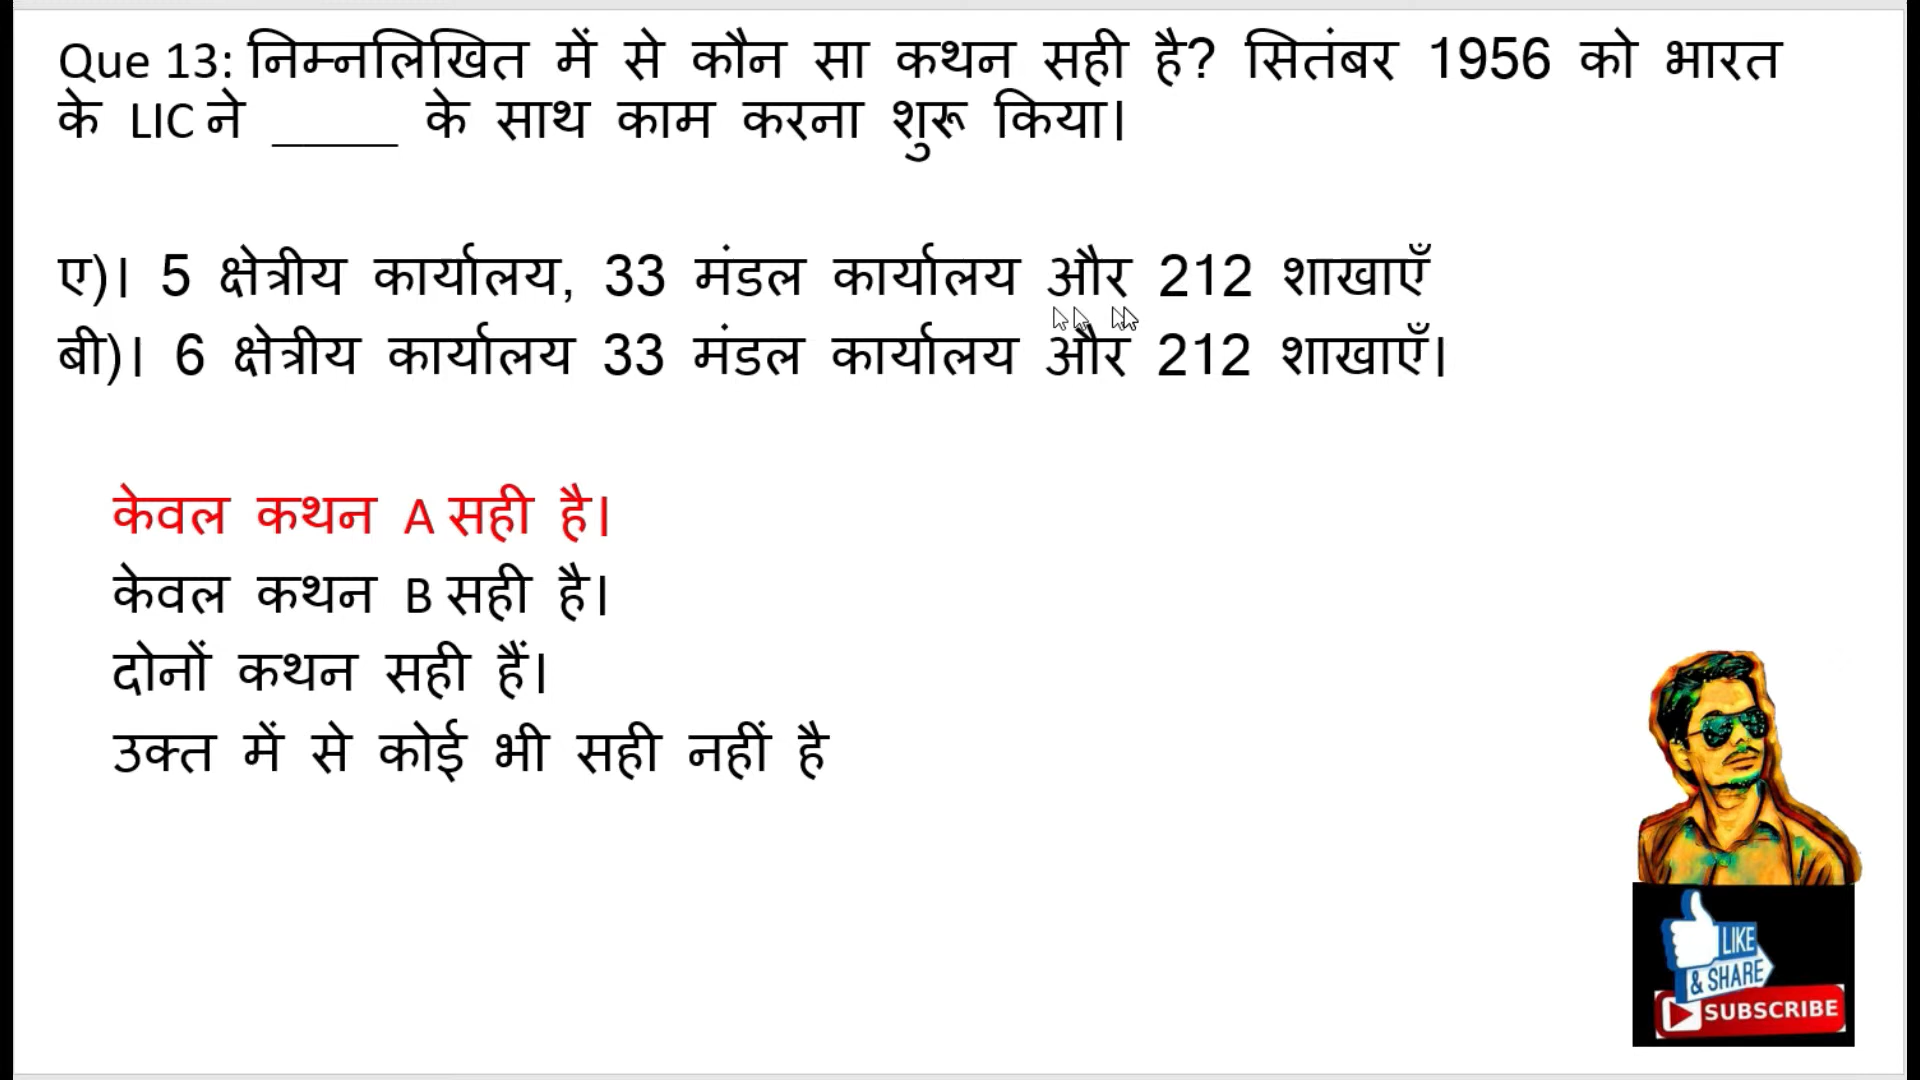 Que 13: निम्नलिखित में से कौन सा कथन सही है? सितंबर 1956 को भारत
के LIC ने _____ के साथ काम करना शुरू किया।
ए)। 5 क्षेत्रीय कार्यालय, 33 मंडल कार्यालय और 212 शाखाएँ
बी)। 6 क्षेत्रीय कार्यालय 33 मंडल कार्यालय और 212 शाखाएँ।
केवल कथन A सही है।
केवल कथन B सही है।
दोनों कथन सही हैं।
उक्त में से कोई भी सही नहीं है
LIKE
& SHARE
SUBSCRIBE